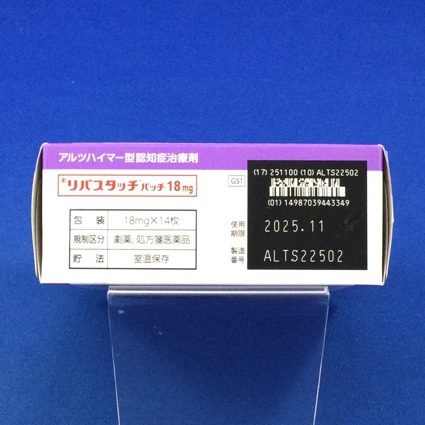 アルツハイマー型認知症治療剤
リバスタッチ®パッチ18mg
GS1
(17) 251100 (10) ALTS22502
(01) 14987039443349
包 装 18mg×14枚
規制区分 劇薬、処方箋医薬品
貯 法 室温保存
使用期限 2025.11
製造番号 ALTS22502